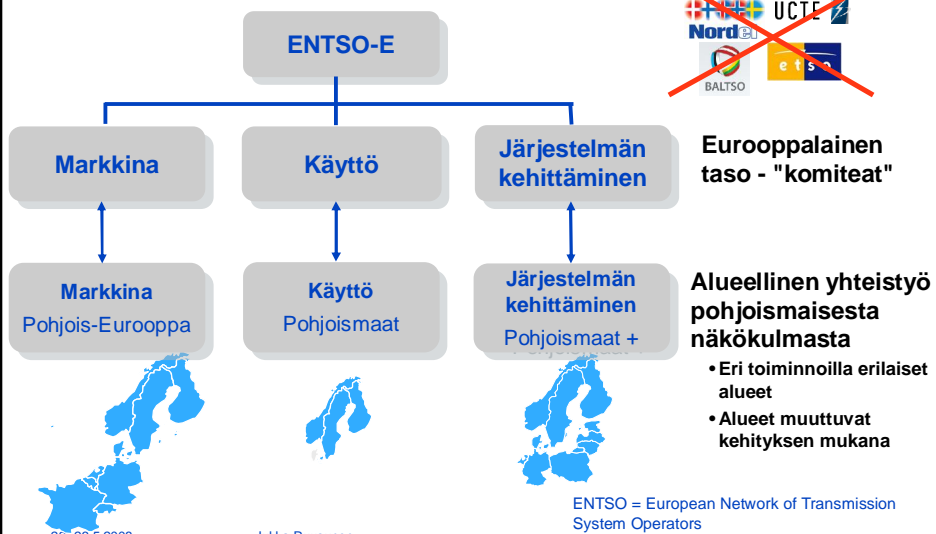 UCTE
Nordel
BALTSO
etso
ENTSO-E
Markkina
Käyttö
Järjestelmän
kehittäminen
Eurooppalainen
taso - "komiteat"
Markkina
Pohjois-Eurooppa
Käyttö
Pohjoismaat
Järjestelmän
kehittäminen
Pohjoismaat +
Alueellinen yhteistyö
pohjoismaisesta
näkökulmasta
• Eri toiminnoilla erilaiset
alueet
• Alueet muuttuvat
kehityksen mukana
ENTSO = European Network of Transmission
System Operators